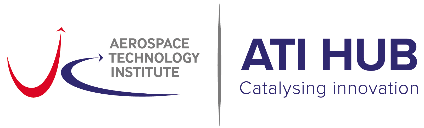 AEROSPACE
TECHNOLOGY
INSTITUTE
ATI HUB
Catalysing innovation